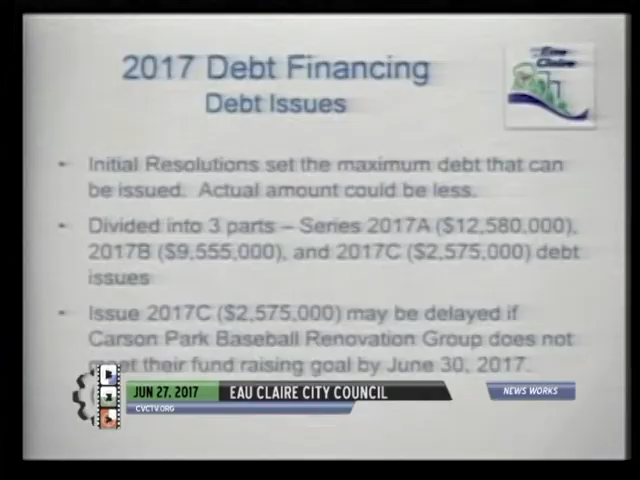 2017 Debt Financing
Debt Issues
Eau
Claire
• Initial Resolutions set the maximum debt that can
be issued. Actual amount could be less.
• Divided into 3 parts – Series 2017A ($12,580,000),
2017B ($9,555,000), and 2017C ($2,575,000) debt
issues
• Issue 2017C ($2,575,000) may be delayed if
Carson Park Baseball Renovation Group does not
meet their fund raising goal by June 30, 2017.
JUN 27, 2017 EAU CLAIRE CITY COUNCIL NEWS WORKS
CVCTV.ORG